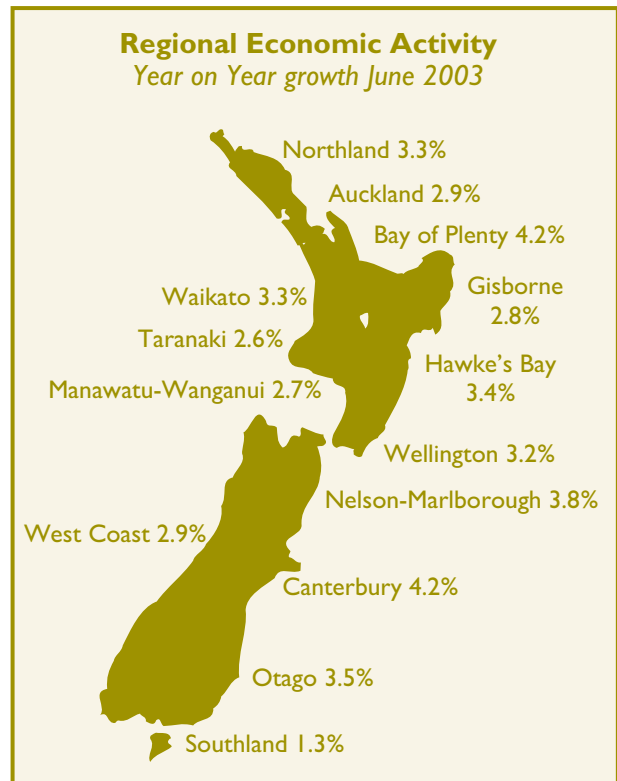 Regional Economic Activity
Year on Year growth June 2003
Northland 3.3%
Auckland 2.9%
Bay of Plenty 4.2%
Gisborne
2.8%
Waikato 3.3%
Taranaki 2.6%
Hawke's Bay
3.4%
Manawatu-Wanganui 2.7%
Wellington 3.2%
Nelson-Marlborough 3.8%
West Coast 2.9%
Canterbury 4.2%
Otago 3.5%
Southland 1.3%